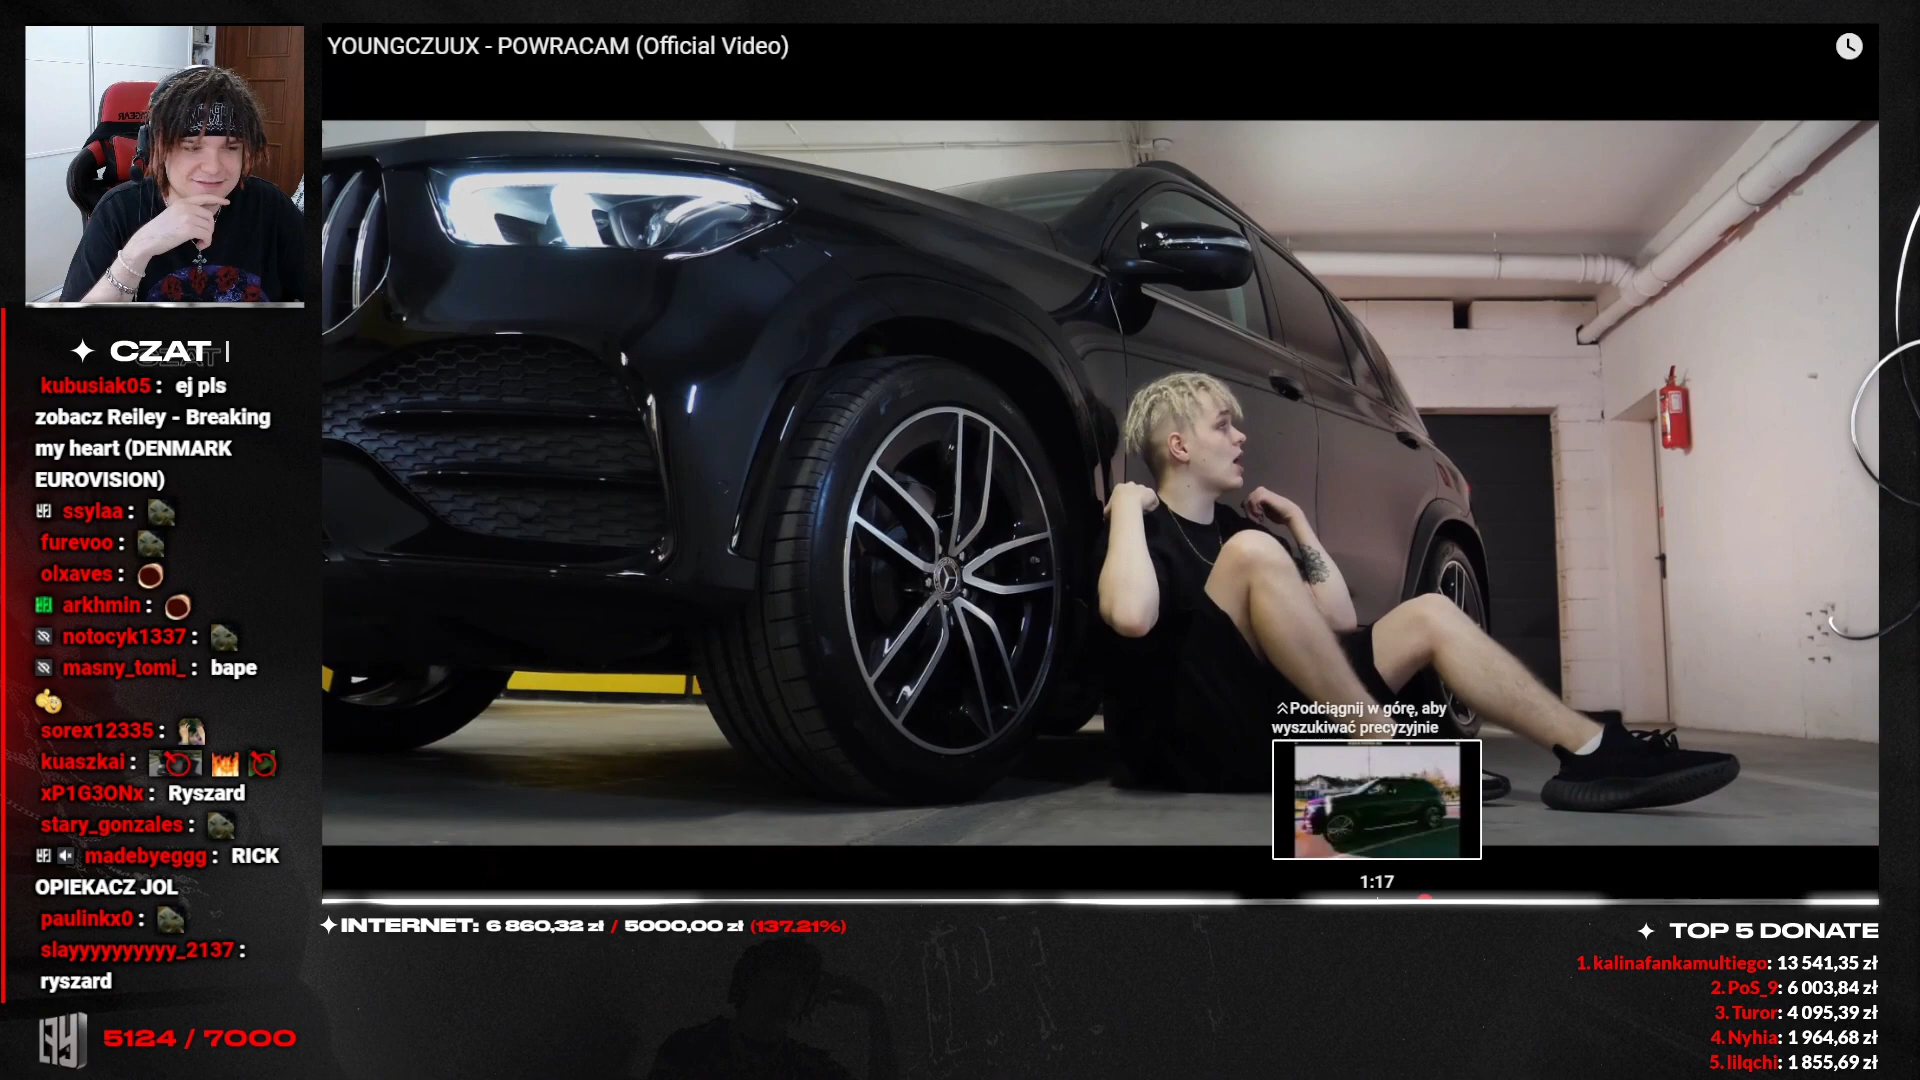 YOUNGCZUUX - POWRACAM (Official Video)
CZAT
kubusiak05 : ej pls
zobacz Reiley - Breaking
my heart (DENMARK
EUROVISION)
ssylaa :
furevoo :
olxaves :
arkhmin :
notocyk1337 :
masny_tomi_ : bape
sorex12335 :
kuaszkai :
xP1G3ONx : Ryszard
stary_gonzales :
madebyeggg : RICK
OPIEKACZ JOL
paulinkx0 :
slayyyyyyyyyy_2137 :
ryszard
5124 / 7000
Podciągnij w górę, aby
wyszukiwać precyzyjnie
1:17
INTERNET: 6 860,32 zł / 5000,00 zł (137.21%)
TOP 5 DONATE
1. kalinafankamultiego: 13 541,35 zł
2. PoS_9: 6 003,84 zł
3. Turor: 4 095,39 zł
4. Nyhia: 1 964,68 zł
5. lilqchi: 1 855,69 zł